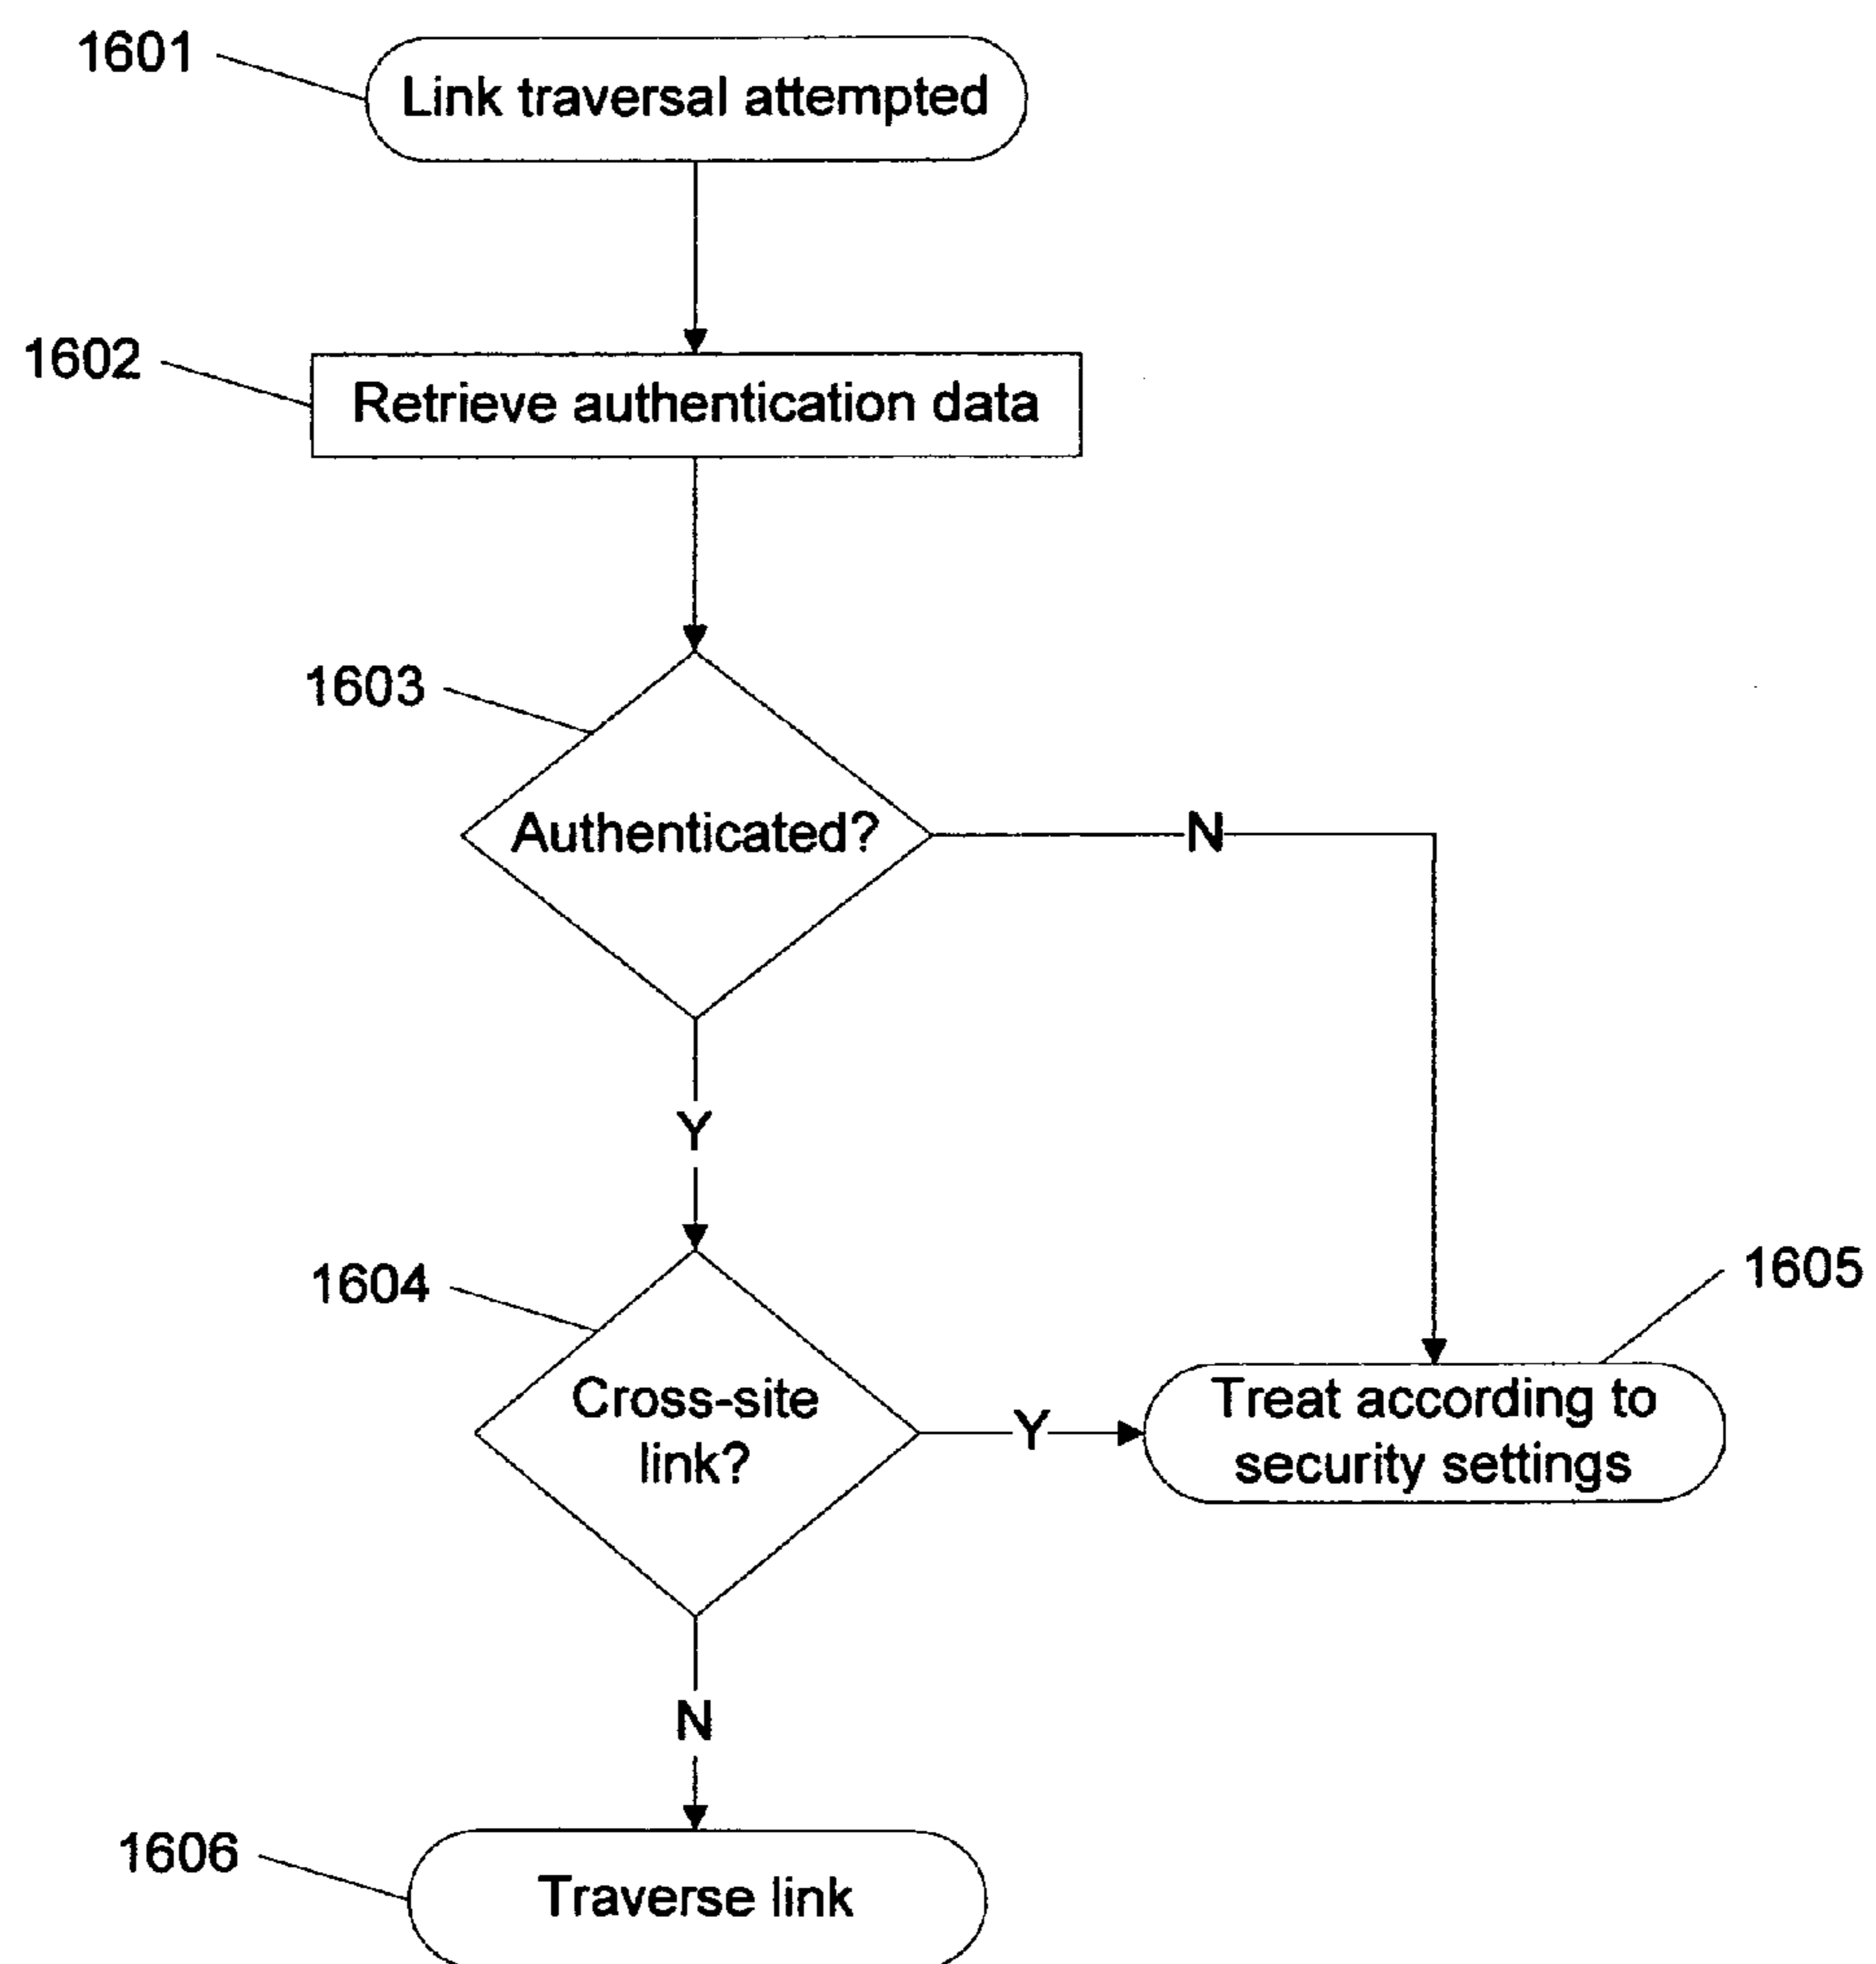 1601
Link traversal attempted
1602
Retrieve authentication data
1603
Authenticated?
N
Y
1604
Cross-site
link?
Y
1605
Treat according to
security settings
N
1606
Traverse link